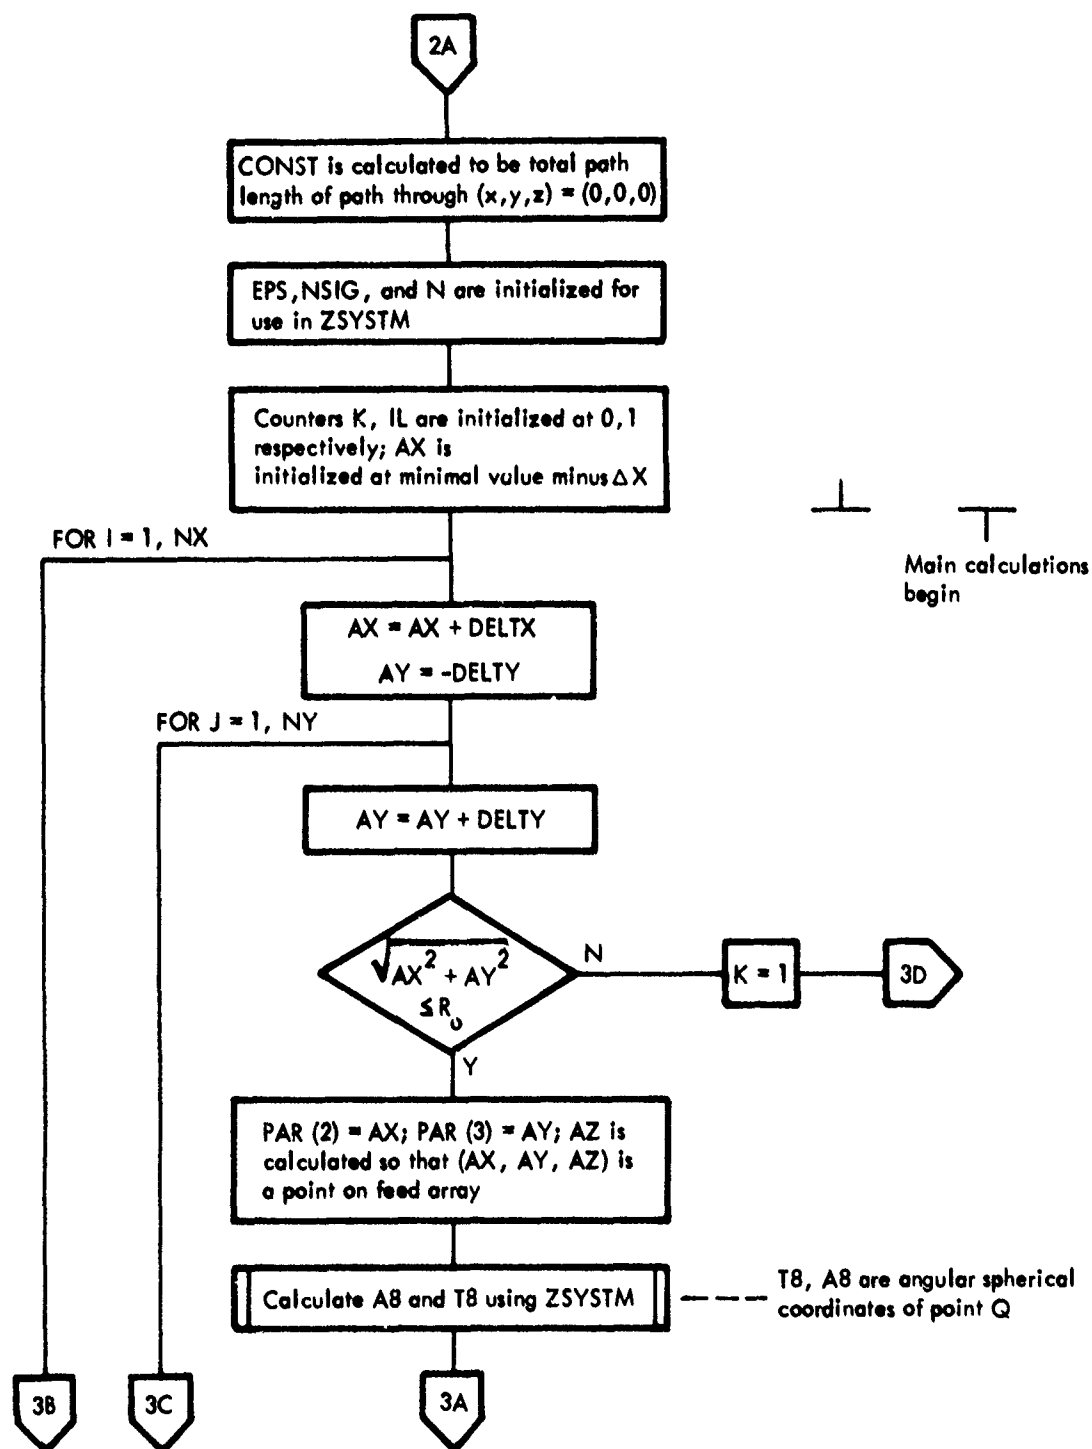 2A
CONST is calculated to be total path
length of path through (x,y,z) = (0,0,0)
EPS, NSIG, and N are initialized for
use in ZSYSTM
Counters K, IL are initialized at 0,1
respectively; AX is
initialized at minimal value minus ΔX
FOR I = 1, NX
Main calculations
begin
AX = AX + DELTX
AY = -DELTY
FOR J = 1, NY
AY = AY + DELTY
√AX² + AY²
≤ R₀
N
K = 1
3D
Y
PAR (2) = AX; PAR (3) = AY; AZ is
calculated so that (AX, AY, AZ) is
a point on feed array
Calculate A8 and T8 using ZSYSTM
T8, A8 are angular spherical
coordinates of point Q
3B
3C
3A